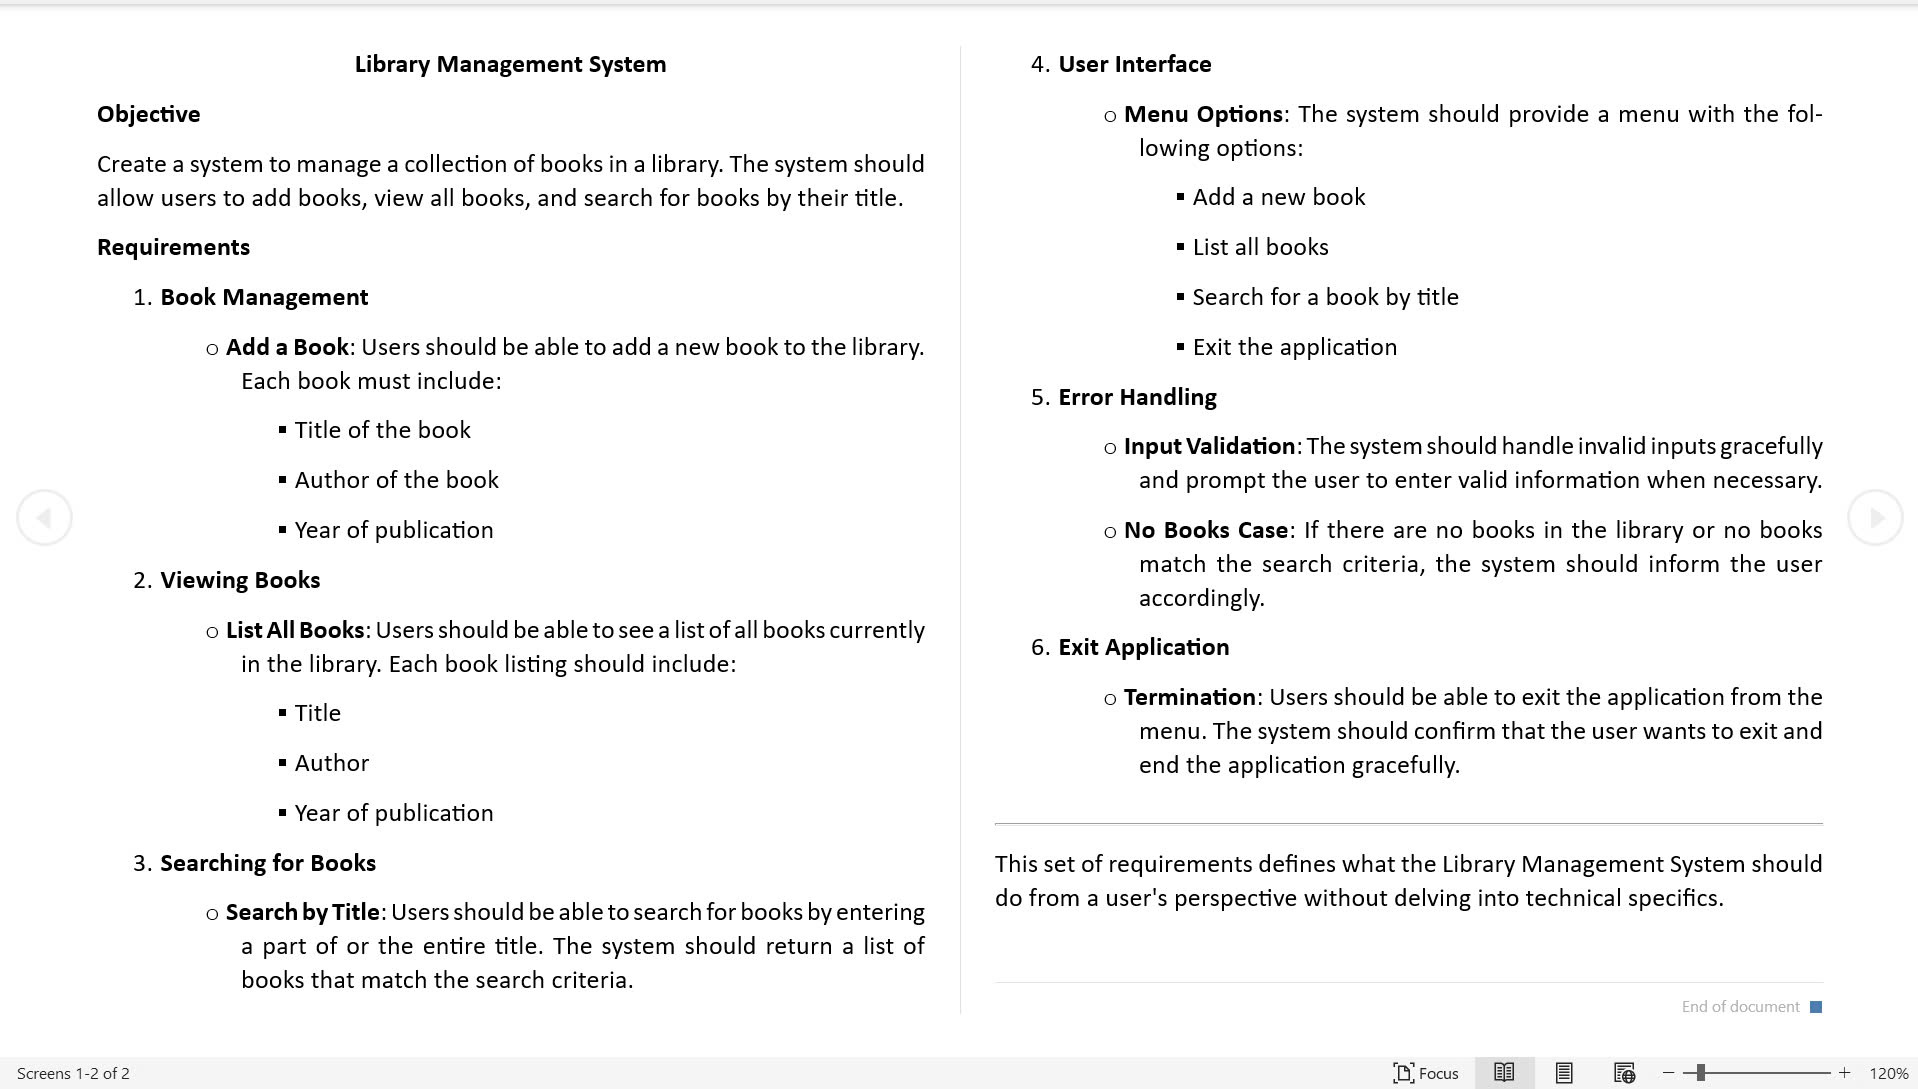 Library Management System
Objective
Create a system to manage a collection of books in a library. The system should
allow users to add books, view all books, and search for books by their title.
Requirements
1. Book Management
o Add a Book: Users should be able to add a new book to the library.
Each book must include:
▪ Title of the book
▪ Author of the book
▪ Year of publication
2. Viewing Books
o List All Books: Users should be able to see a list of all books currently
in the library. Each book listing should include:
▪ Title
▪ Author
▪ Year of publication
3. Searching for Books
o Search by Title: Users should be able to search for books by entering
a part of or the entire title. The system should return a list of
books that match the search criteria.
4. User Interface
o Menu Options: The system should provide a menu with the fol-
lowing options:
▪ Add a new book
▪ List all books
▪ Search for a book by title
▪ Exit the application
5. Error Handling
o Input Validation: The system should handle invalid inputs gracefully
and prompt the user to enter valid information when necessary.
o No Books Case: If there are no books in the library or no books
match the search criteria, the system should inform the user
accordingly.
6. Exit Application
o Termination: Users should be able to exit the application from the
menu. The system should confirm that the user wants to exit and
end the application gracefully.
This set of requirements defines what the Library Management System should
do from a user's perspective without delving into technical specifics.
End of document
Screens 1-2 of 2
Focus
120%